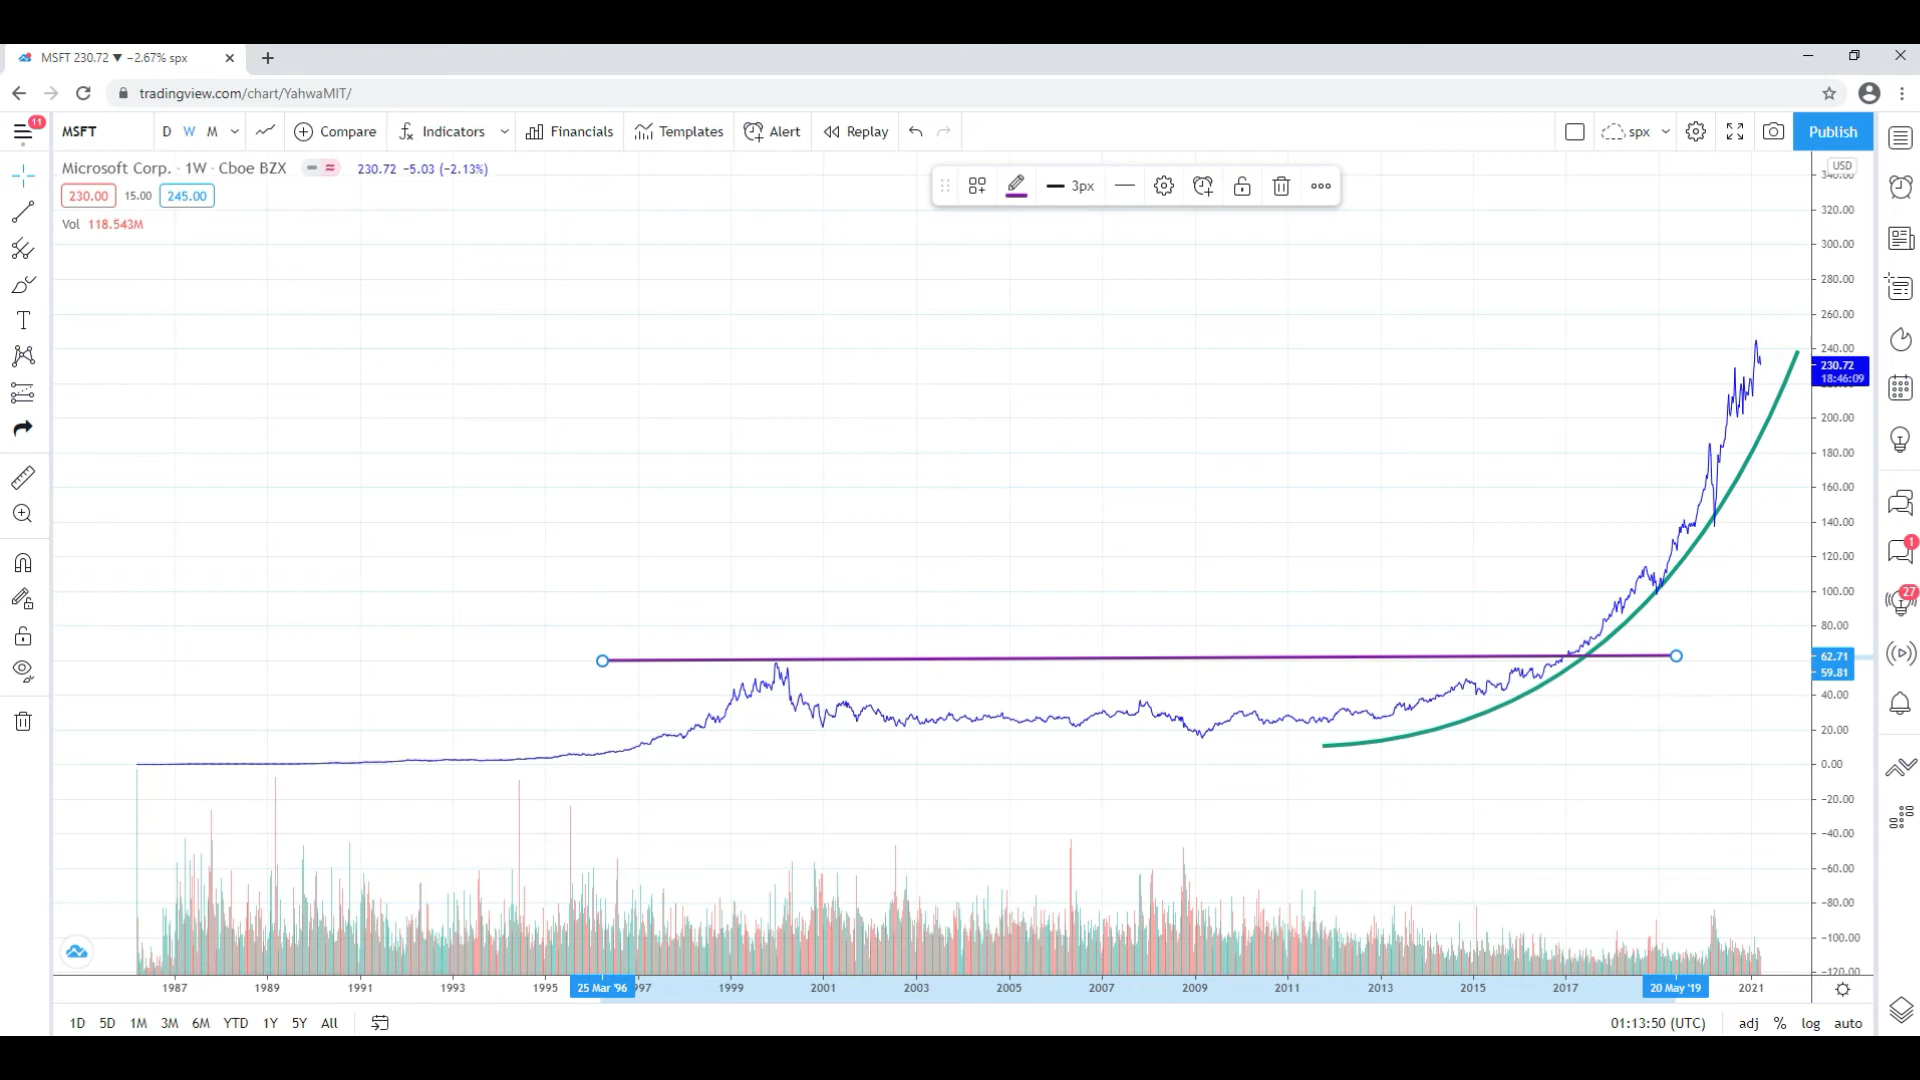 MSFT 230.72 ▼ −2.67% spx
tradingview.com/chart/YahwaMIT/
11
MSFT D W M Compare Indicators Financials Templates Alert Replay spx Publish
Microsoft Corp. · 1W · Cboe BZX 230.72 −5.03 (−2.13%)
USD
230.00 15.00 245.00
3px
Vol 118.543M
320.00
300.00
280.00
260.00
240.00
230.72
18:46:09
200.00
180.00
160.00
140.00
120.00
100.00
80.00
62.71
59.81
40.00
20.00
0.00
−20.00
−40.00
−60.00
−80.00
−100.00
−120.00
1
27
1987 1989 1991 1993 1995 25 Mar '96 997 1999 2001 2003 2005 2007 2009 2011 2013 2015 2017 20 May '19 2021
1D 5D 1M 3M 6M YTD 1Y 5Y All 01:13:50 (UTC) adj % log auto